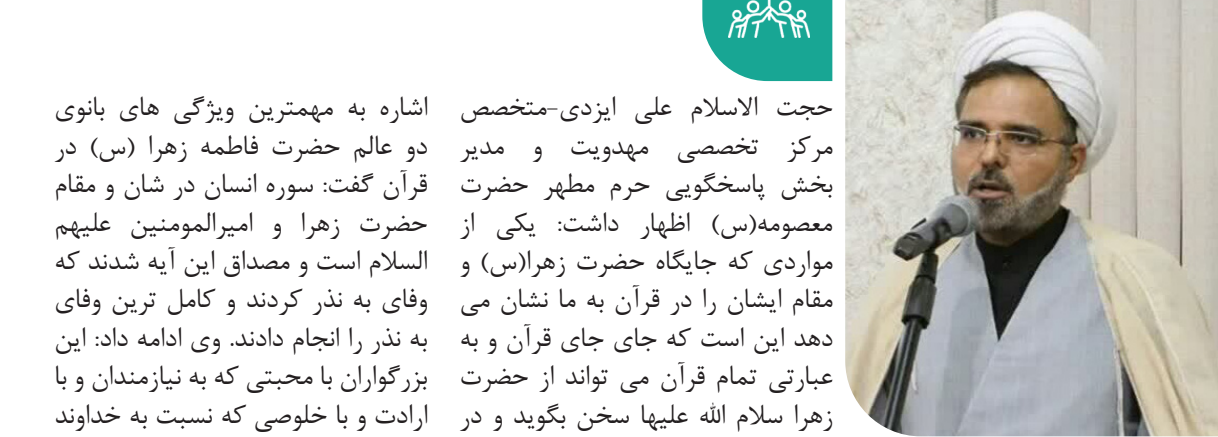 حجت الاسلام علی ایزدی-متخصص
مرکز تخصصی مهدویت و مدیر
بخش پاسخگویی حرم مطهر حضرت
معصومه(س) اظهار داشت: یکی از
مواردی که جایگاه حضرت زهرا(س) و
مقام ایشان را در قرآن به ما نشان می
دهد این است که جای جای قرآن و به
عبارتی تمام قرآن می تواند از حضرت
زهرا سلام الله علیها سخن بگوید و در
اشاره به مهمترین ویژگی های بانوی
دو عالم حضرت فاطمه زهرا (س) در
قرآن گفت: سوره انسان در شان و مقام
حضرت زهرا و امیرالمومنین علیهم
السلام است و مصداق این آیه شدند که
وفای به نذر کردند و کامل ترین وفای
به نذر را انجام دادند. وی ادامه داد: این
بزرگواران با محبتی که به نیازمندان و با
ارادت و با خلوصی که نسبت به خداوند